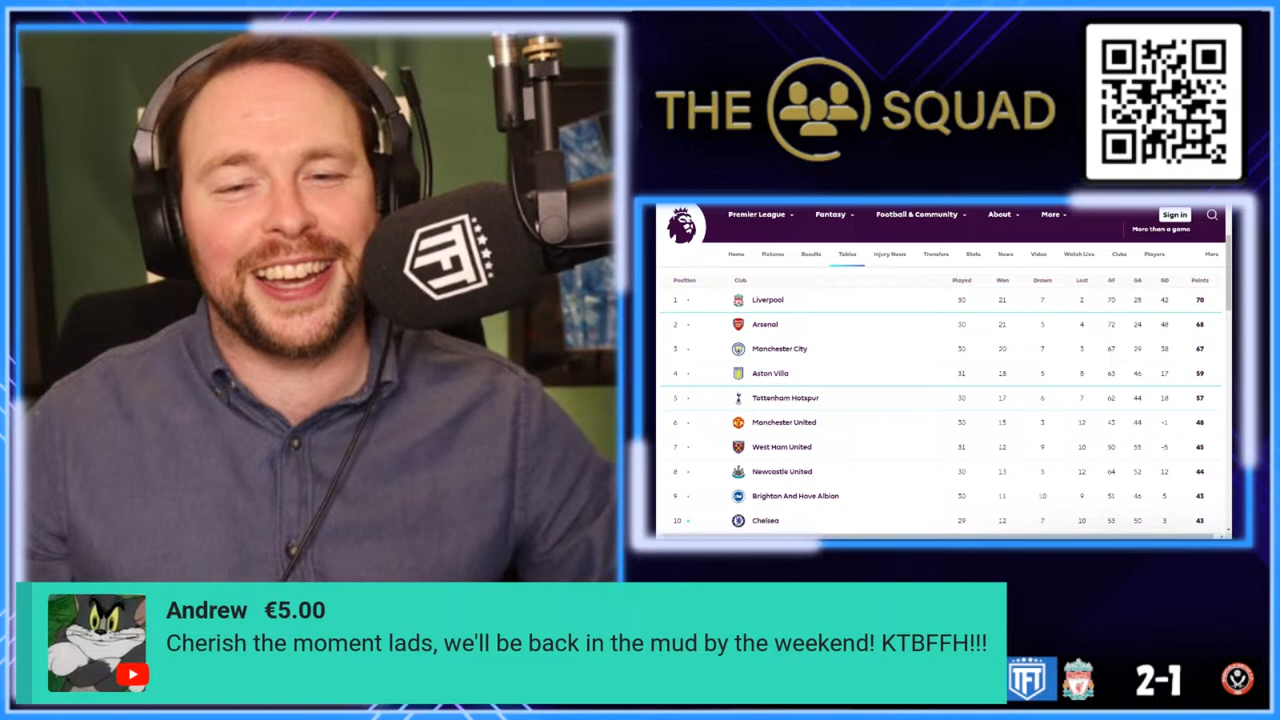 THE SQUAD
Premier League Fantasy Football & Community About More Sign in
More than a game
Home Fixtures Results Tables Injury News Transfers Stats News Video Watch Live Clubs Players More
Position Club Played Won Drawn Lost GF GA GD Points
1 Liverpool 30 21 7 2 70 28 42 70
2 Arsenal 30 21 5 4 72 24 48 68
3 Manchester City 30 20 7 3 67 29 38 67
4 Aston Villa 31 18 5 8 63 46 17 59
5 Tottenham Hotspur 30 17 6 7 62 44 18 57
6 Manchester United 30 15 3 12 43 44 -1 48
7 West Ham United 31 12 9 10 50 55 -5 45
8 Newcastle United 30 13 5 12 64 52 12 44
9 Brighton And Hove Albion 30 11 10 9 51 46 5 43
10 Chelsea 29 12 7 10 53 50 3 43
TFT
Andrew €5.00
Cherish the moment lads, we'll be back in the mud by the weekend! KTBFFH!!!
TFT 2-1